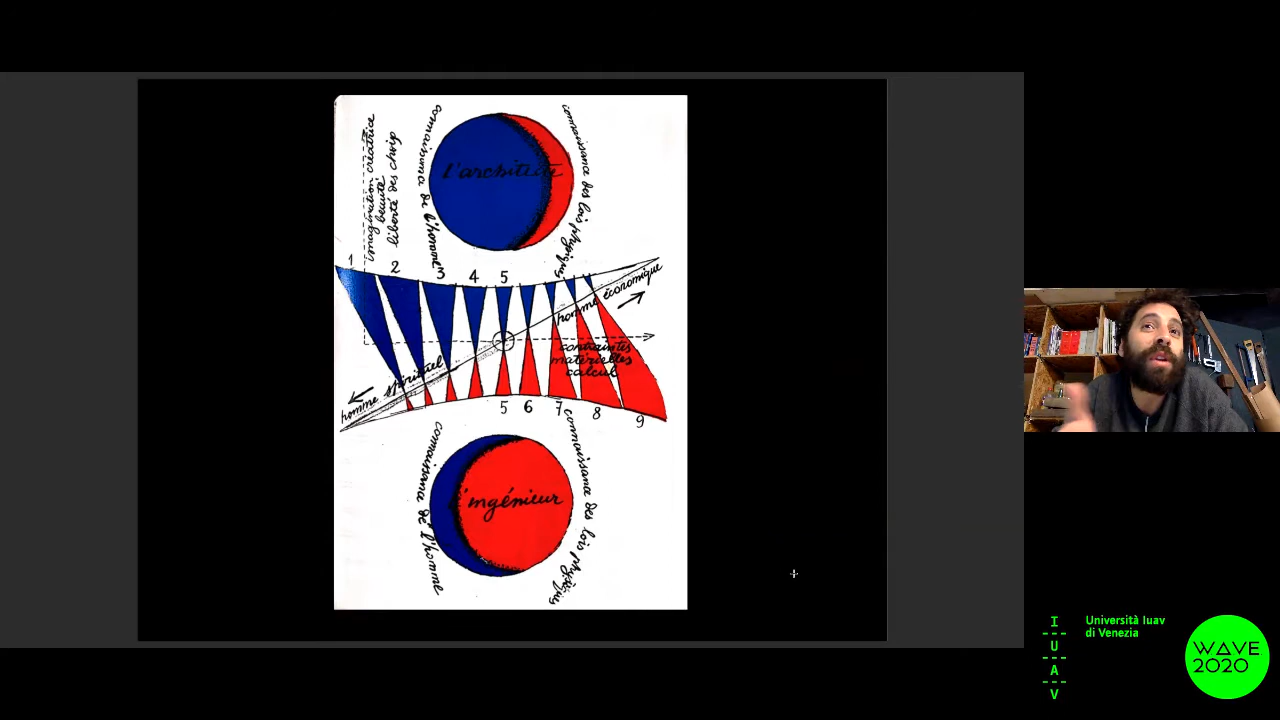 imagination créatrice
beauté
liberté des choix
connaissance de l'homme
l'architecte
connaissance des lois physiques
1
2
3
4
5
homme économique
contraintes
matérielles
calcul
homme spirituel
5
6
7
8
9
connaissance de l'homme
ingénieur
connaissance des lois physiques
I
U
A
V
Università Iuav
di Venezia
WAVE
2020